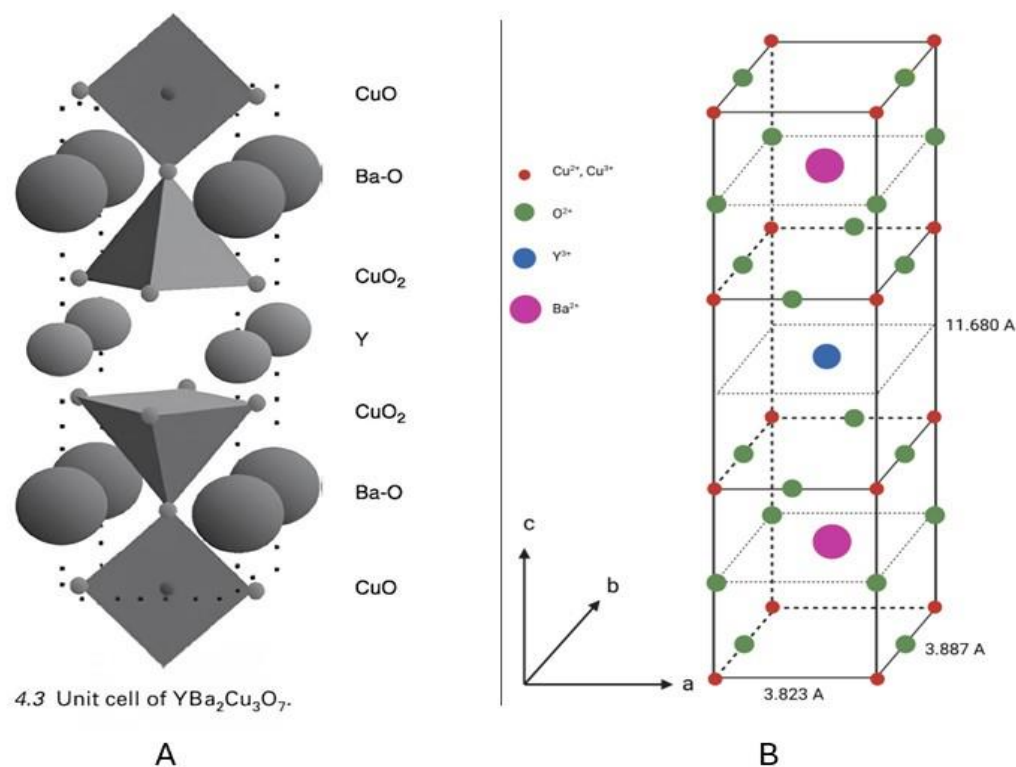 CuO
Ba-O
CuO₂
Y
CuO₂
Ba-O
CuO
4.3 Unit cell of YBa₂Cu₃O₇.
A
Cu²⁺, Cu³⁺
O²⁺
Y³⁺
Ba²⁺
11.680 A
3.887 A
3.823 A
c
b
a
B